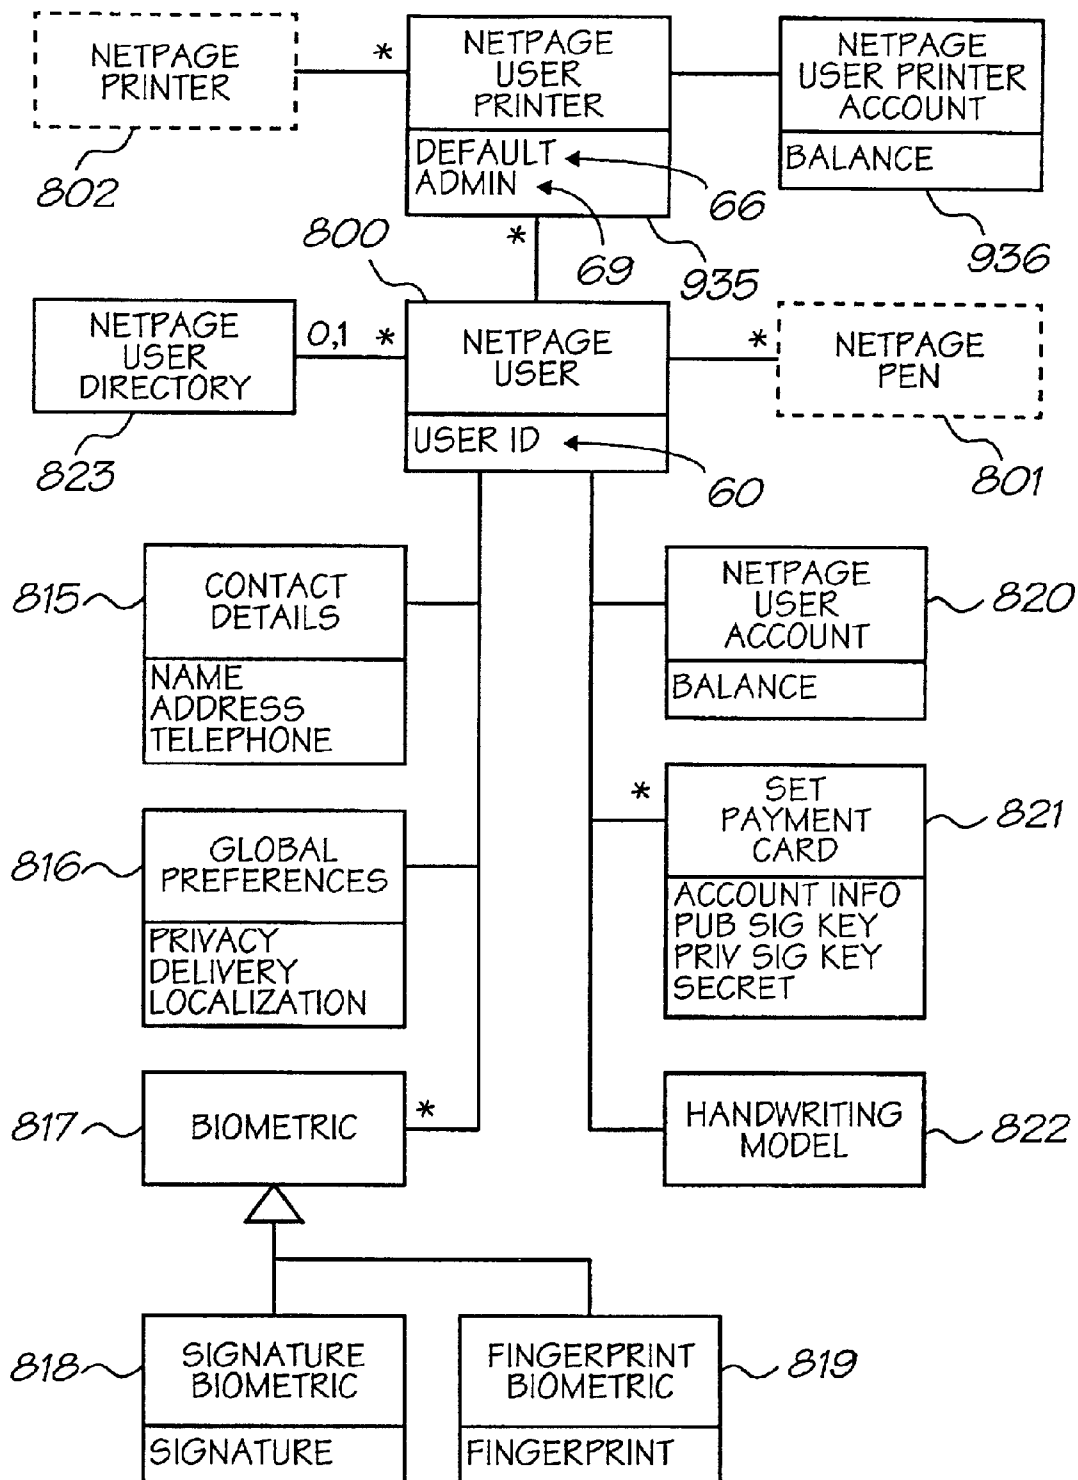 NETPAGE
PRINTER
*
NETPAGE
USER
PRINTER
NETPAGE
USER PRINTER
ACCOUNT
DEFAULT
ADMIN
BALANCE
802
66
800
*
69
935
936
NETPAGE
USER
DIRECTORY
0,1
*
NETPAGE
USER
*
NETPAGE
PEN
USER ID
823
60
801
815
CONTACT
DETAILS
NETPAGE
USER
ACCOUNT
820
NAME
ADDRESS
TELEPHONE
BALANCE
816
GLOBAL
PREFERENCES
*
SET
PAYMENT
CARD
821
PRIVACY
DELIVERY
LOCALIZATION
ACCOUNT INFO
PUB SIG KEY
PRIV SIG KEY
SECRET
817
BIOMETRIC
*
HANDWRITING
MODEL
822
818
SIGNATURE
BIOMETRIC
FINGERPRINT
BIOMETRIC
819
SIGNATURE
FINGERPRINT